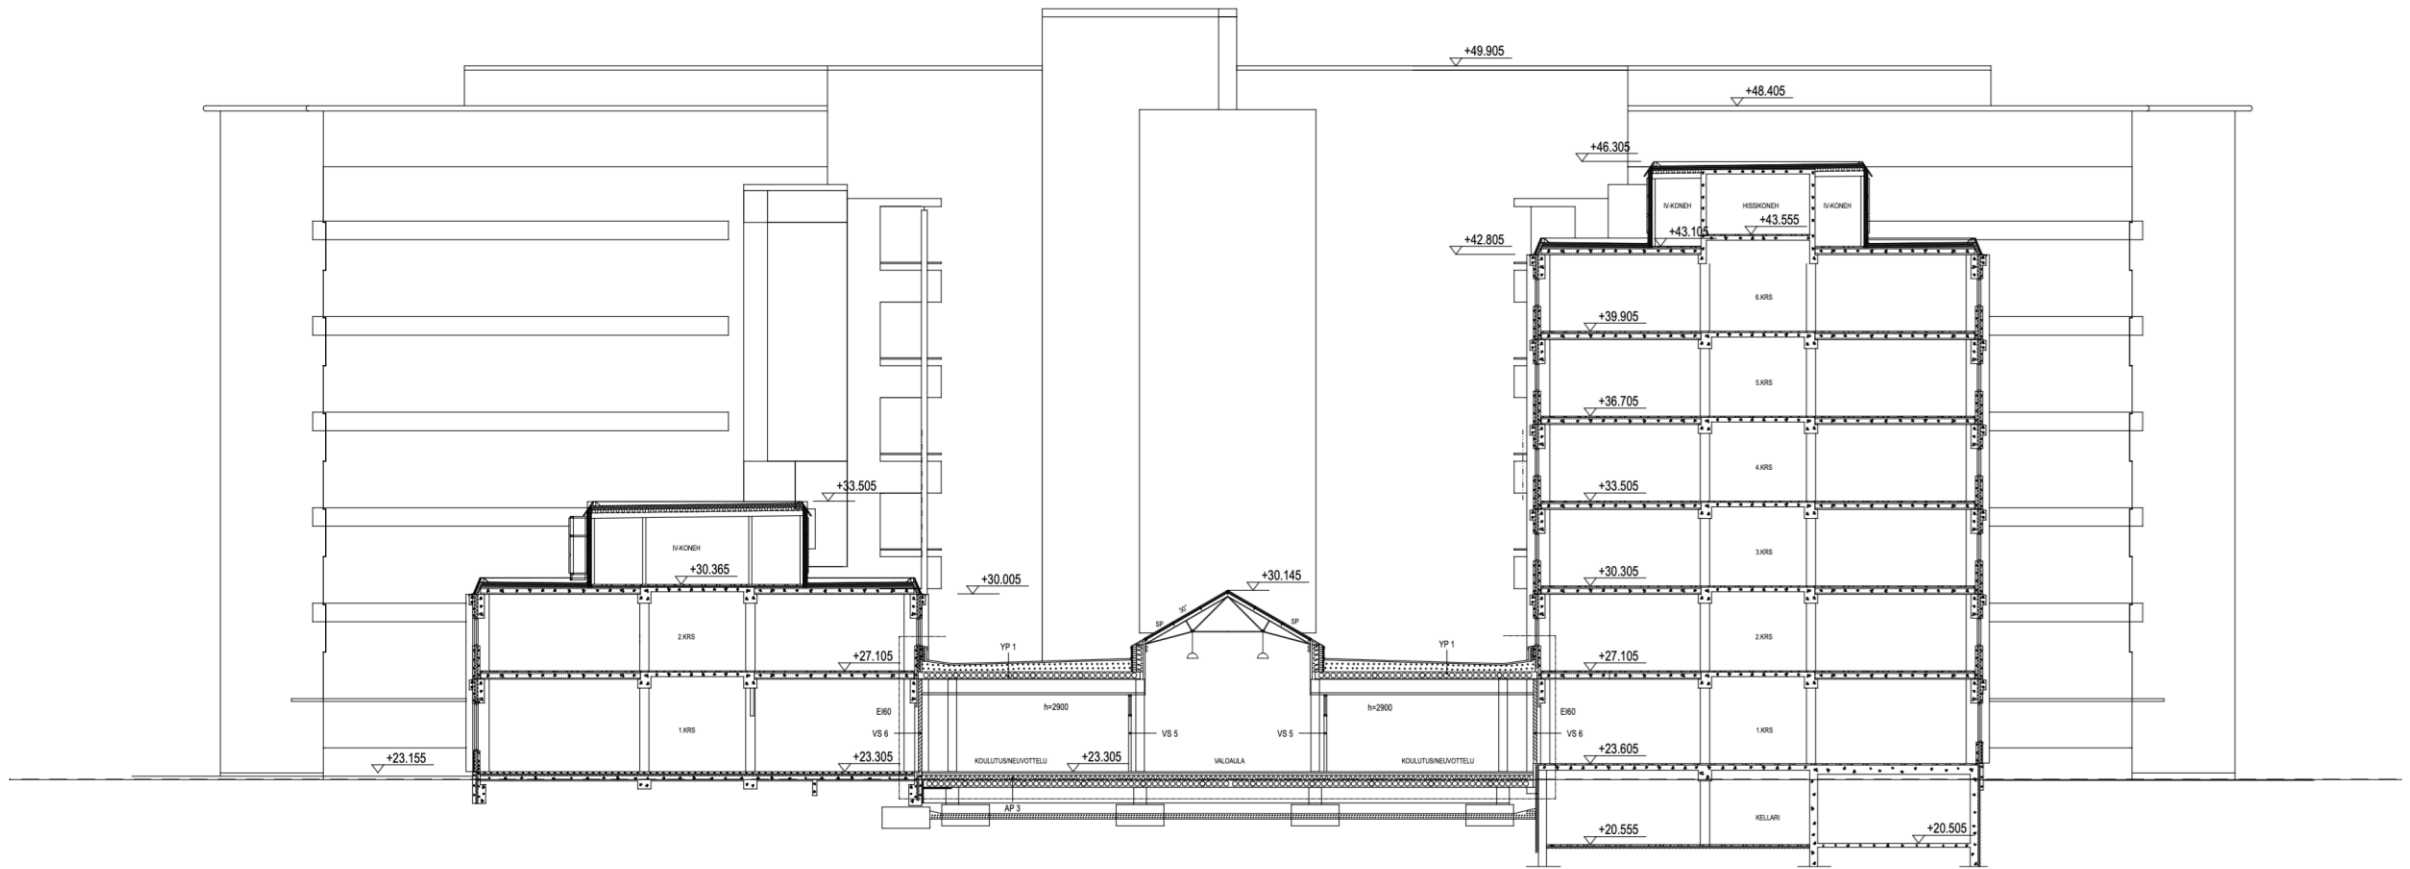 +49.905
+48.405
+46.305
IV-KONEH
HISSIKONEH
IV-KONEH
+43.555
+43.105
+42.805
6.KRS
+39.905
5.KRS
+36.705
4.KRS
+33.505
+33.505
3.KRS
IV-KONEH
+30.365
+30.005
+30.145
+30.305
30°
SP
SP
2.KRS
YP 1
YP 1
2.KRS
+27.105
+27.105
h=2900
h=2900
EI60
EI60
1.KRS
VS 6
VS 5
VS 5
VS 6
1.KRS
+23.155
+23.305
KOULUTUS/NEUVOTTELU
+23.305
VALOAULA
KOULUTUS/NEUVOTTELU
+23.605
AP 3
KELLARI
+20.555
+20.505